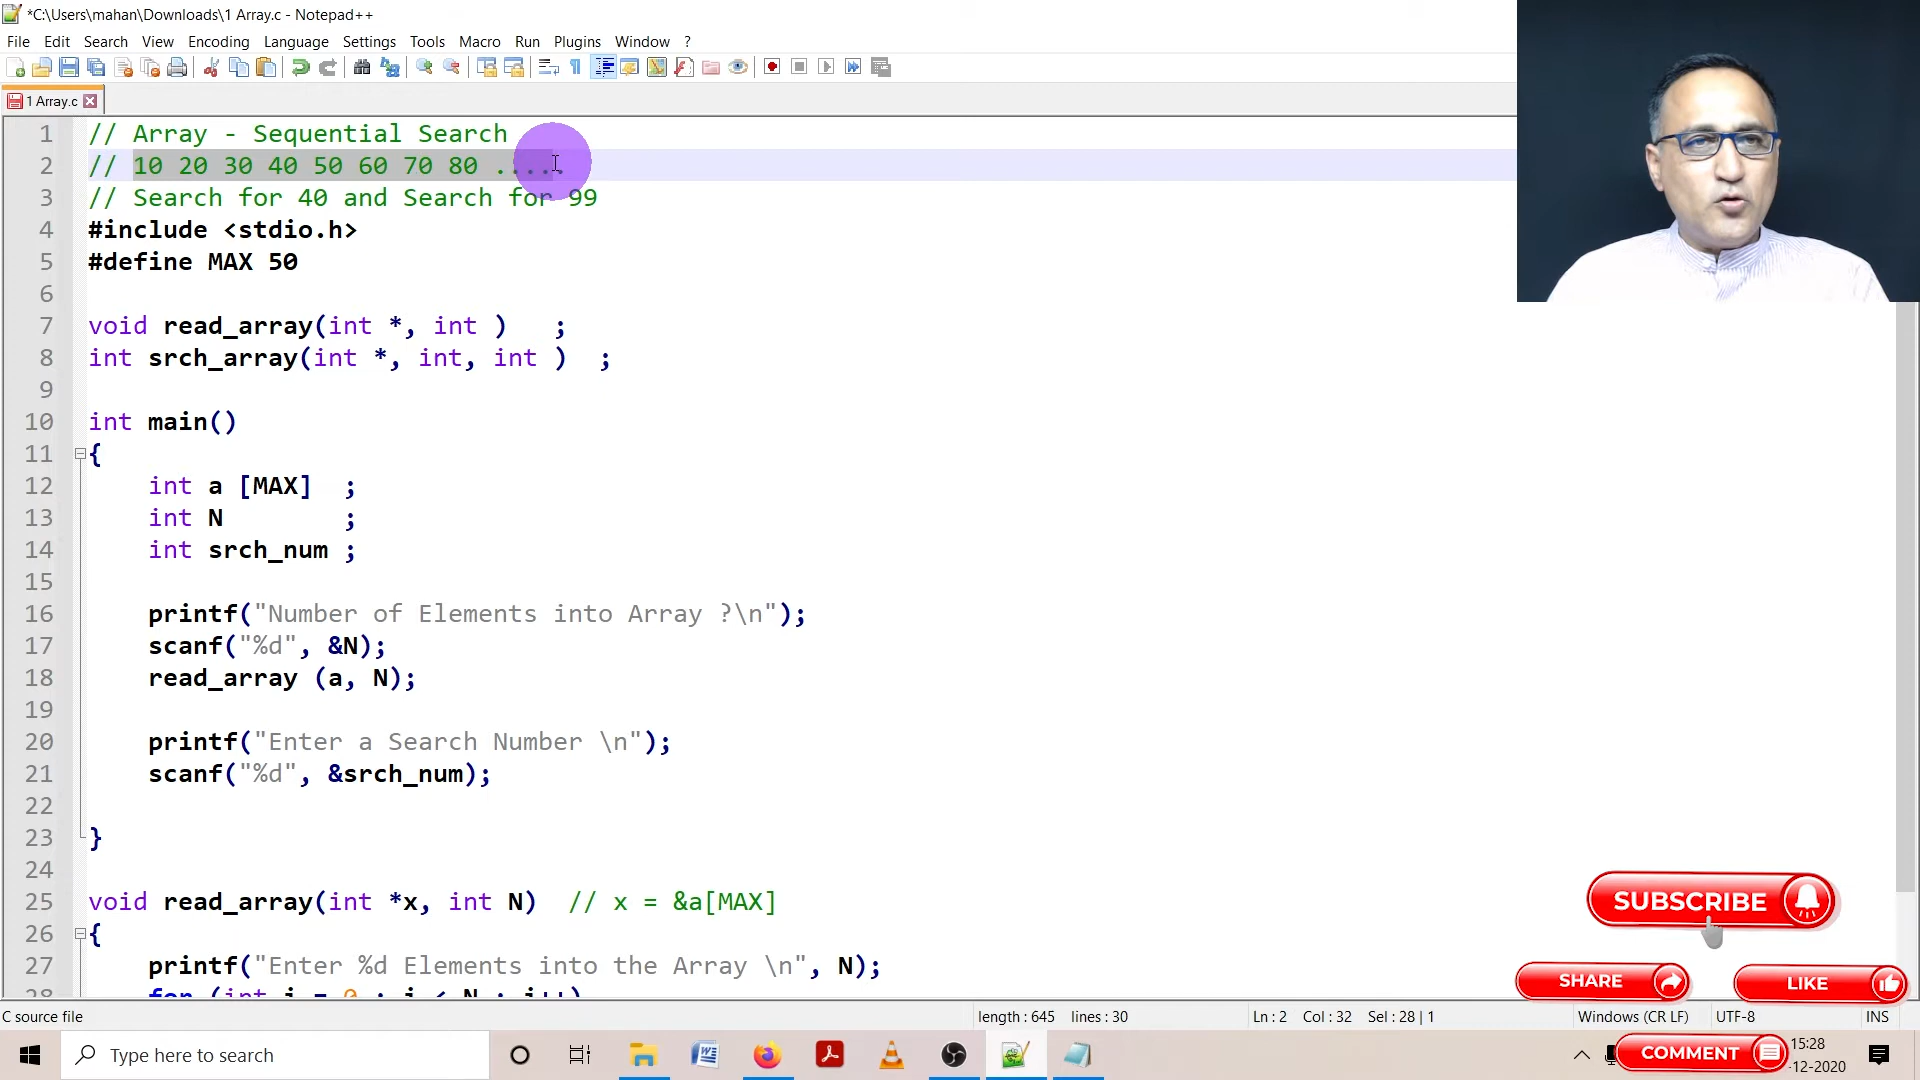 *C:\Users\mahan\Downloads\1 Array.c - Notepad++
File Edit Search View Encoding Language Settings Tools Macro Run Plugins Window ?
1 Array.c
1 // Array - Sequential Search
2 // 10 20 30 40 50 60 70 80 .....
3 // Search for 40 and Search for 99
4 #include <stdio.h>
5 #define MAX 50
6
7 void read_array(int *, int ) ;
8 int srch_array(int *, int, int ) ;
9
10 int main()
11 {
12 int a [MAX] ;
13 int N ;
14 int srch_num ;
15
16 printf("Number of Elements into Array ?\n");
17 scanf("%d", &N);
18 read_array (a, N);
19
20 printf("Enter a Search Number \n");
21 scanf("%d", &srch_num);
22
23 }
24
25 void read_array(int *x, int N) // x = &a[MAX]
26 {
27 printf("Enter %d Elements into the Array \n", N);
28 for (int i = 0 ; i < N ; i++)
SUBSCRIBE
SHARE
LIKE
C source file length : 645 lines : 30 Ln : 2 Col : 32 Sel : 28 | 1 Windows (CR LF) UTF-8 INS
Type here to search
COMMENT
15:28
-12-2020